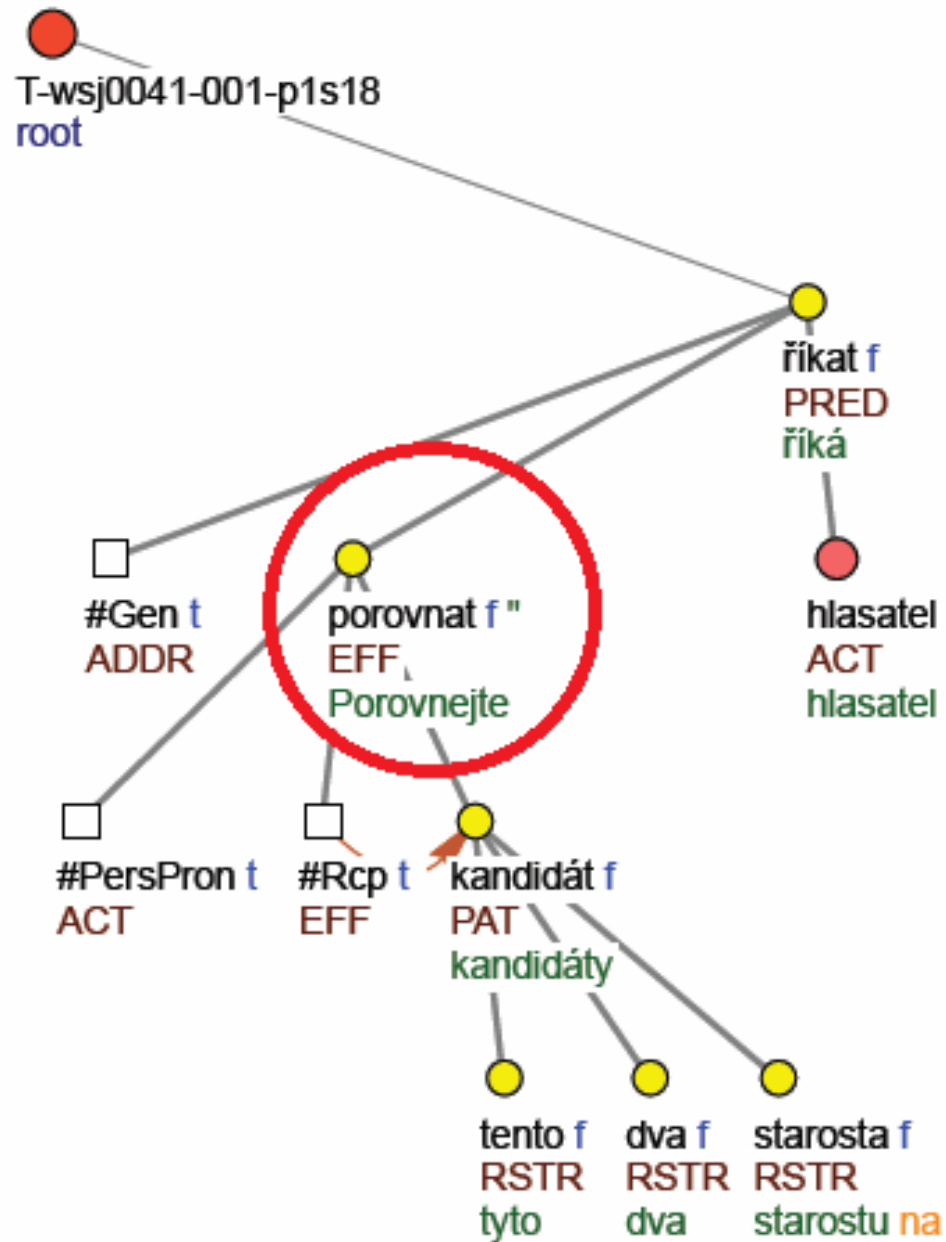 T-wsj0041-001-p1s18
root
říkat f
PRED
říká
#Gen t
ADDR
porovnat f "
EFF
Porovnejte
hlasatel
ACT
hlasatel
#PersPron t
ACT
#Rcp t
EFF
kandidát f
PAT
kandidáty
tento f
RSTR
tyto
dva f
RSTR
dva
starosta f
RSTR
starostu na